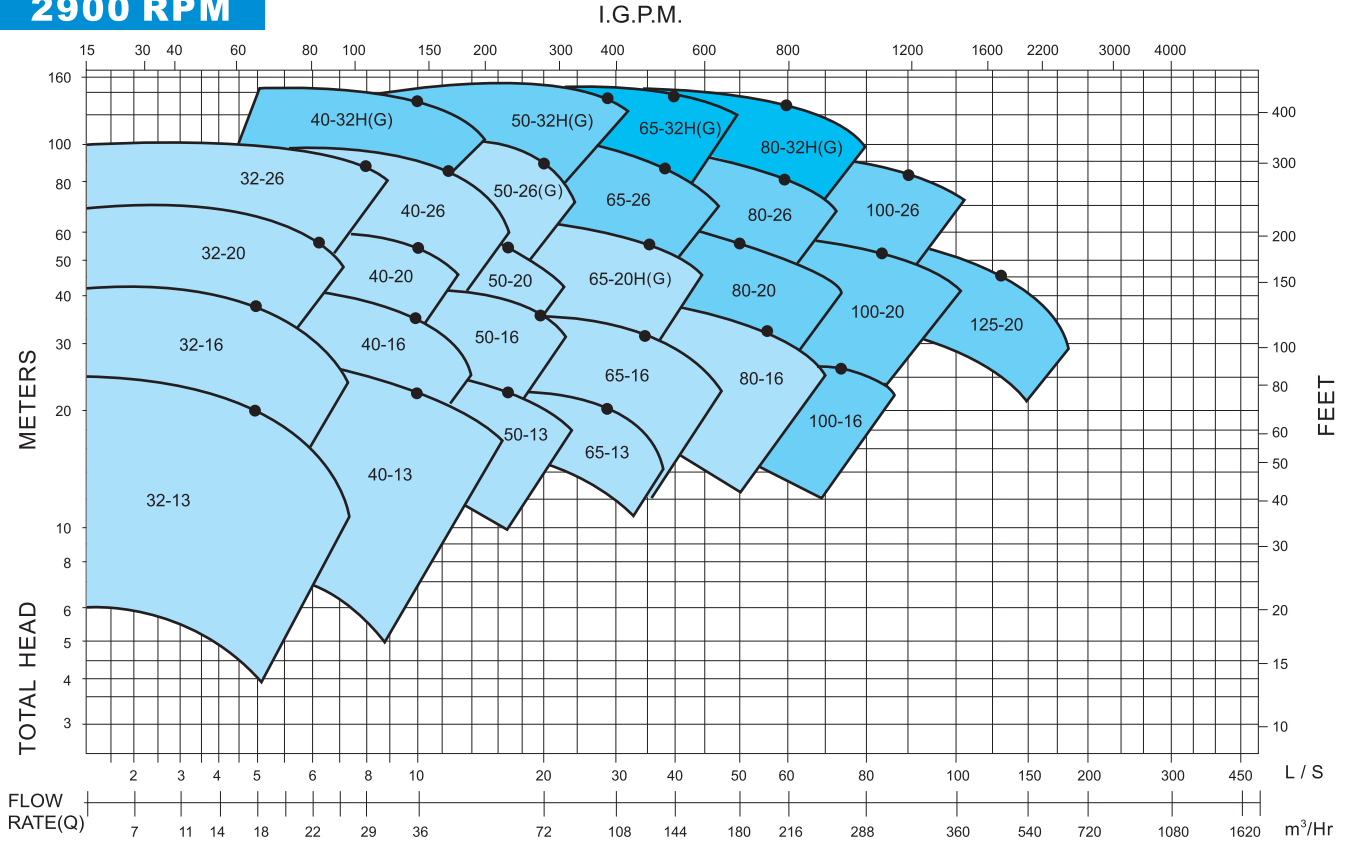 2900 RPM
I.G.P.M.
15 30 40 60 80 100 150 200 300 400 600 800 1200 1600 2200 3000 4000
160
400
40-32H(G) 50-32H(G) 65-32H(G) 80-32H(G)
100
300
32-26 50-26(G)
80
40-26 65-26 80-26 100-26
60
200
32-20 40-20 50-20 65-20H(G)
50
150
80-20 100-20 125-20
40
30
100
32-16 40-16 50-16 65-16 80-16
80
20
100-16
60
50-13 65-13
50
40-13
40
32-13
10
30
8
6
20
5
15
4
3
10
METERS
TOTAL HEAD
FEET
2 3 4 5 6 8 10 20 30 40 50 60 80 100 150 200 300 450 L / S
FLOW
RATE(Q)
7 11 14 18 22 29 36 72 108 144 180 216 288 360 540 720 1080 1620 m³/Hr